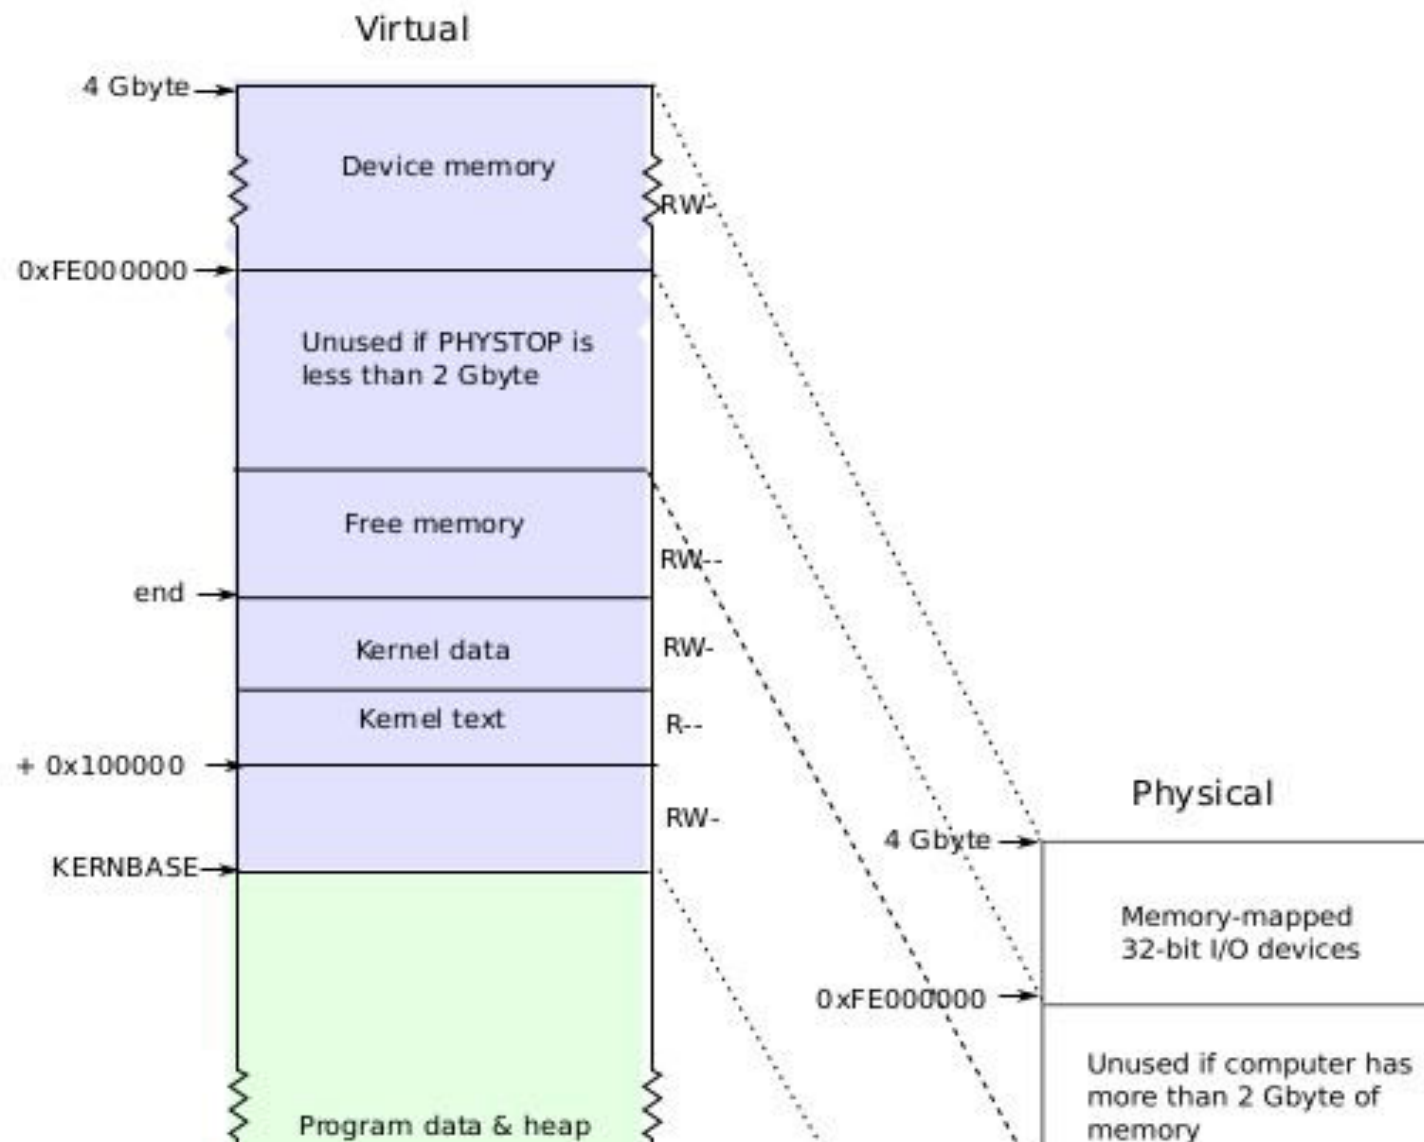 Virtual
4 Gbyte
Device memory
RW-
0xFE000000
Unused if PHYSTOP is
less than 2 Gbyte
Free memory
RW--
end
Kernel data
RW-
Kernel text
R--
+ 0x100000
RW-
KERNBASE
Program data & heap
Physical
4 Gbyte
Memory-mapped
32-bit I/O devices
0xFE000000
Unused if computer has
more than 2 Gbyte of
memory